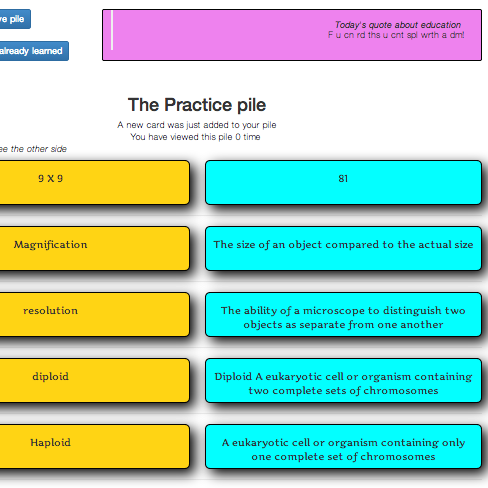 ve pile
already learned
Today's quote about education
F u cn rd ths u cnt spl wrth a dm!
The Practice pile
A new card was just added to your pile
You have viewed this pile 0 time
ee the other side
9 X 9
81
Magnification
The size of an object compared to the actual size
resolution
The ability of a microscope to distinguish two
objects as separate from one another
diploid
Diploid A eukaryotic cell or organism containing
two complete sets of chromosomes
Haploid
A eukaryotic cell or organism containing only
one complete set of chromosomes